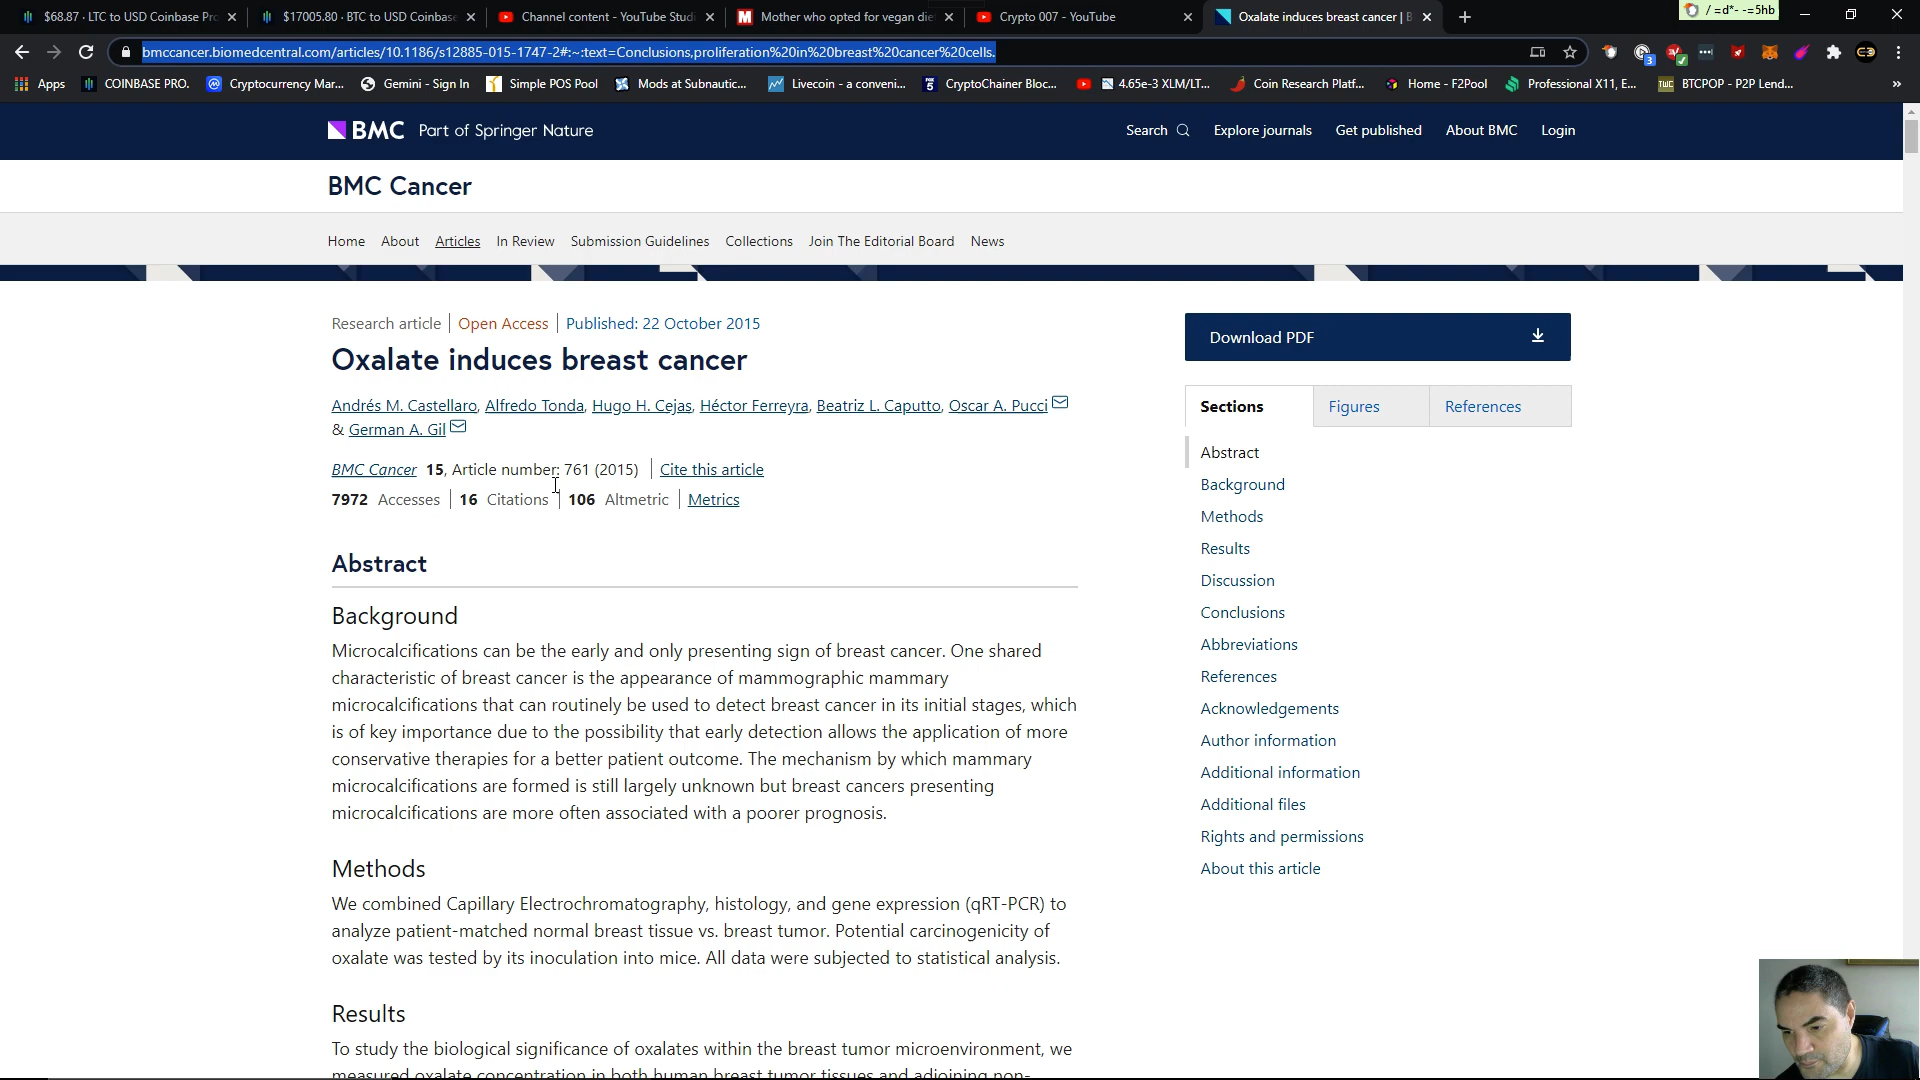 $68.87 · LTC to USD Coinbase Pro
$17005.80 · BTC to USD Coinbase
Channel content - YouTube Studi
Mother who opted for vegan die
Crypto 007 - YouTube
Oxalate induces breast cancer | B
/ =d*- -=5hb
bmccancer.biomedcentral.com/articles/10.1186/s12885-015-1747-2#:~:text=Conclusions,proliferation%20in%20breast%20cancer%20cells.
3
Apps
COINBASE PRO.
Cryptocurrency Mar...
Gemini - Sign In
Simple POS Pool
Mods at Subnautic...
Livecoin - a conveni...
CryptoChainer Bloc...
4.65e-3 XLM/LT...
Coin Research Platf...
Home - F2Pool
Professional X11, E...
BTCPOP - P2P Lend...
»
BMC Part of Springer Nature
Search
Explore journals
Get published
About BMC
Login
BMC Cancer
Home
About
Articles
In Review
Submission Guidelines
Collections
Join The Editorial Board
News
Research article | Open Access | Published: 22 October 2015
Oxalate induces breast cancer
Andrés M. Castellaro, Alfredo Tonda, Hugo H. Cejas, Héctor Ferreyra, Beatriz L. Caputto, Oscar A. Pucci
& German A. Gil
BMC Cancer 15, Article number: 761 (2015) | Cite this article
7972 Accesses | 16 Citations | 106 Altmetric | Metrics
Abstract
Background
Microcalcifications can be the early and only presenting sign of breast cancer. One shared
characteristic of breast cancer is the appearance of mammographic mammary
microcalcifications that can routinely be used to detect breast cancer in its initial stages, which
is of key importance due to the possibility that early detection allows the application of more
conservative therapies for a better patient outcome. The mechanism by which mammary
microcalcifications are formed is still largely unknown but breast cancers presenting
microcalcifications are more often associated with a poorer prognosis.
Methods
We combined Capillary Electrochromatography, histology, and gene expression (qRT-PCR) to
analyze patient-matched normal breast tissue vs. breast tumor. Potential carcinogenicity of
oxalate was tested by its inoculation into mice. All data were subjected to statistical analysis.
Results
To study the biological significance of oxalates within the breast tumor microenvironment, we
measured oxalate concentration in both human breast tumor tissues and adjoining non-
Download PDF
Sections
Figures
References
Abstract
Background
Methods
Results
Discussion
Conclusions
Abbreviations
References
Acknowledgements
Author information
Additional information
Additional files
Rights and permissions
About this article